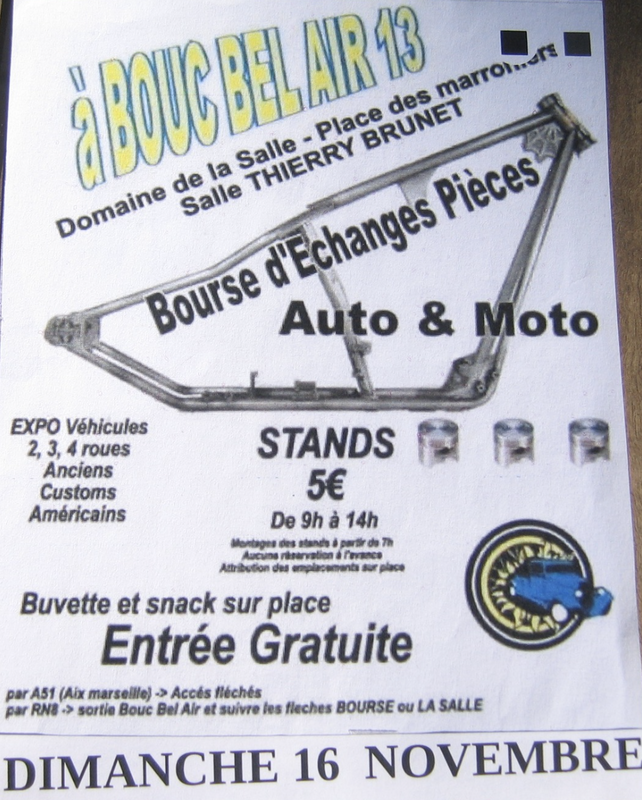 à BOUC BEL AIR 13
Domaine de la Salle - Place des marronniers
Salle THIERRY BRUNET
Bourse d'Echanges Pièces
Auto & Moto
EXPO Véhicules
2, 3, 4 roues
Anciens
Customs
Américains
STANDS
5€
De 9h à 14h
Montages des stands à partir de 7h
Aucune réservation à l'avance
Attribution des emplacements sur place
Buvette et snack sur place
Entrée Gratuite
par A51 (Aix marseille) -> Accés fléchés
par RN8 -> sortie Bouc Bel Air et suivre les fleches BOURSE ou LA SALLE
DIMANCHE 16 NOVEMBRE